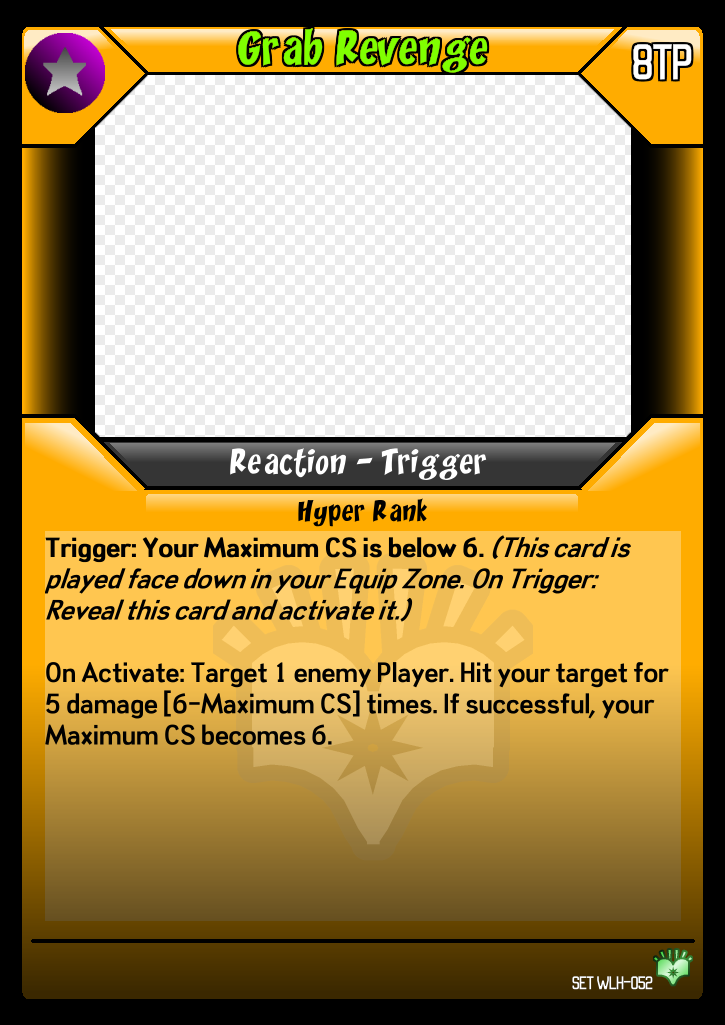 Grab Revenge
8TP
Reaction - Trigger
Hyper Rank
Trigger: Your Maximum CS is below 6. (This card is
played face down in your Equip Zone. On Trigger:
Reveal this card and activate it.)
On Activate: Target 1 enemy Player. Hit your target for
5 damage [6-Maximum CS] times. If successful, your
Maximum CS becomes 6.
SET WLH-052